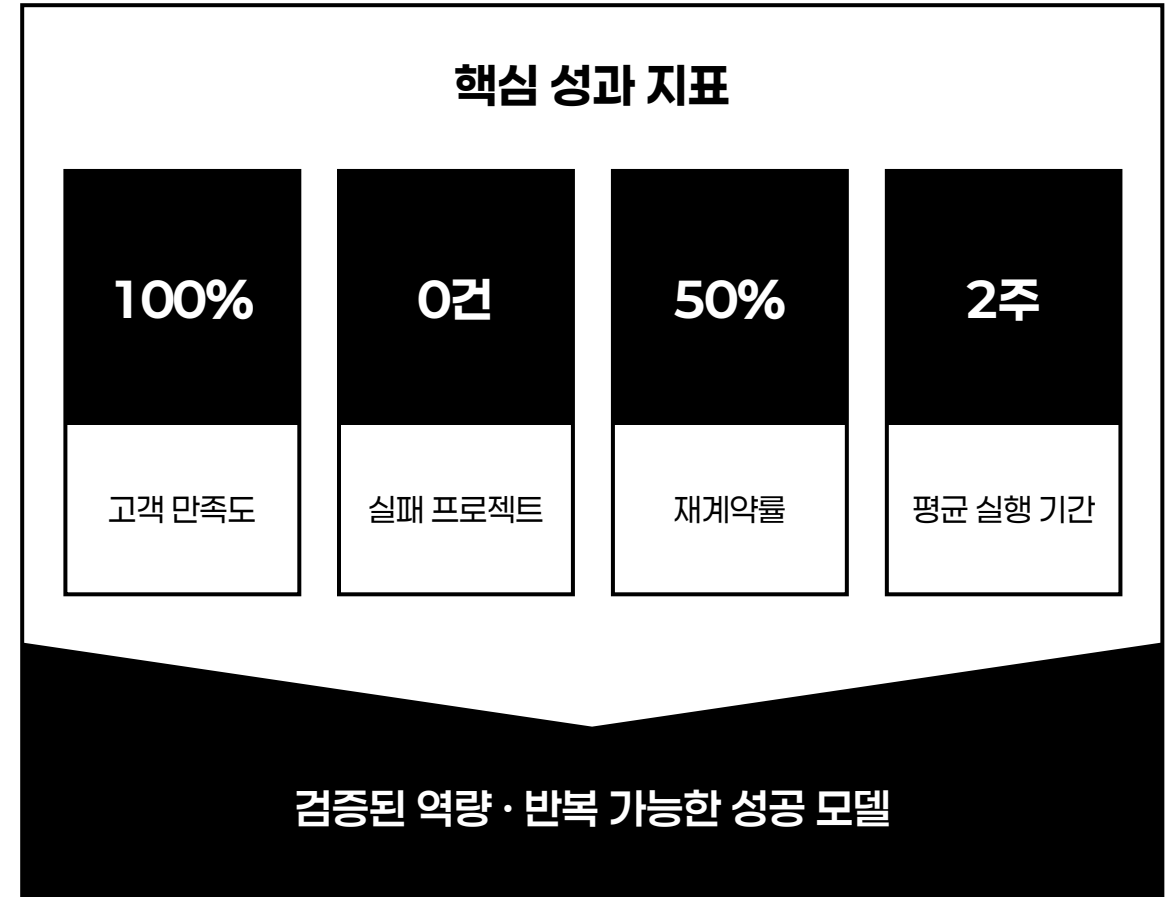 핵심 성과 지표
100%
0건
50%
2주
고객 만족도
실패 프로젝트
재계약률
평균 실행 기간
검증된 역량 · 반복 가능한 성공 모델